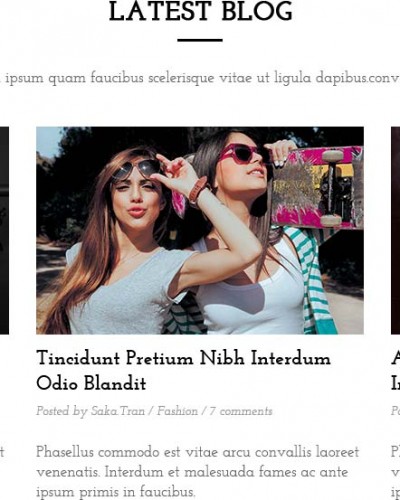 LATEST BLOG
ipsum quam faucibus scelerisque vitae ut ligula dapibus.conv
Tincidunt Pretium Nibh Interdum
Odio Blandit
Posted by Saka.Tran / Fashion / 7 comments
Phasellus commodo est vitae arcu convallis laoreet
venenatis. Interdum et malesuada fames ac ante
ipsum primis in faucibus.